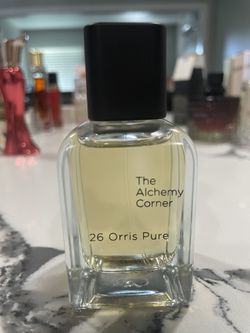 The
Alchemy
Corner
26 Orris Pure